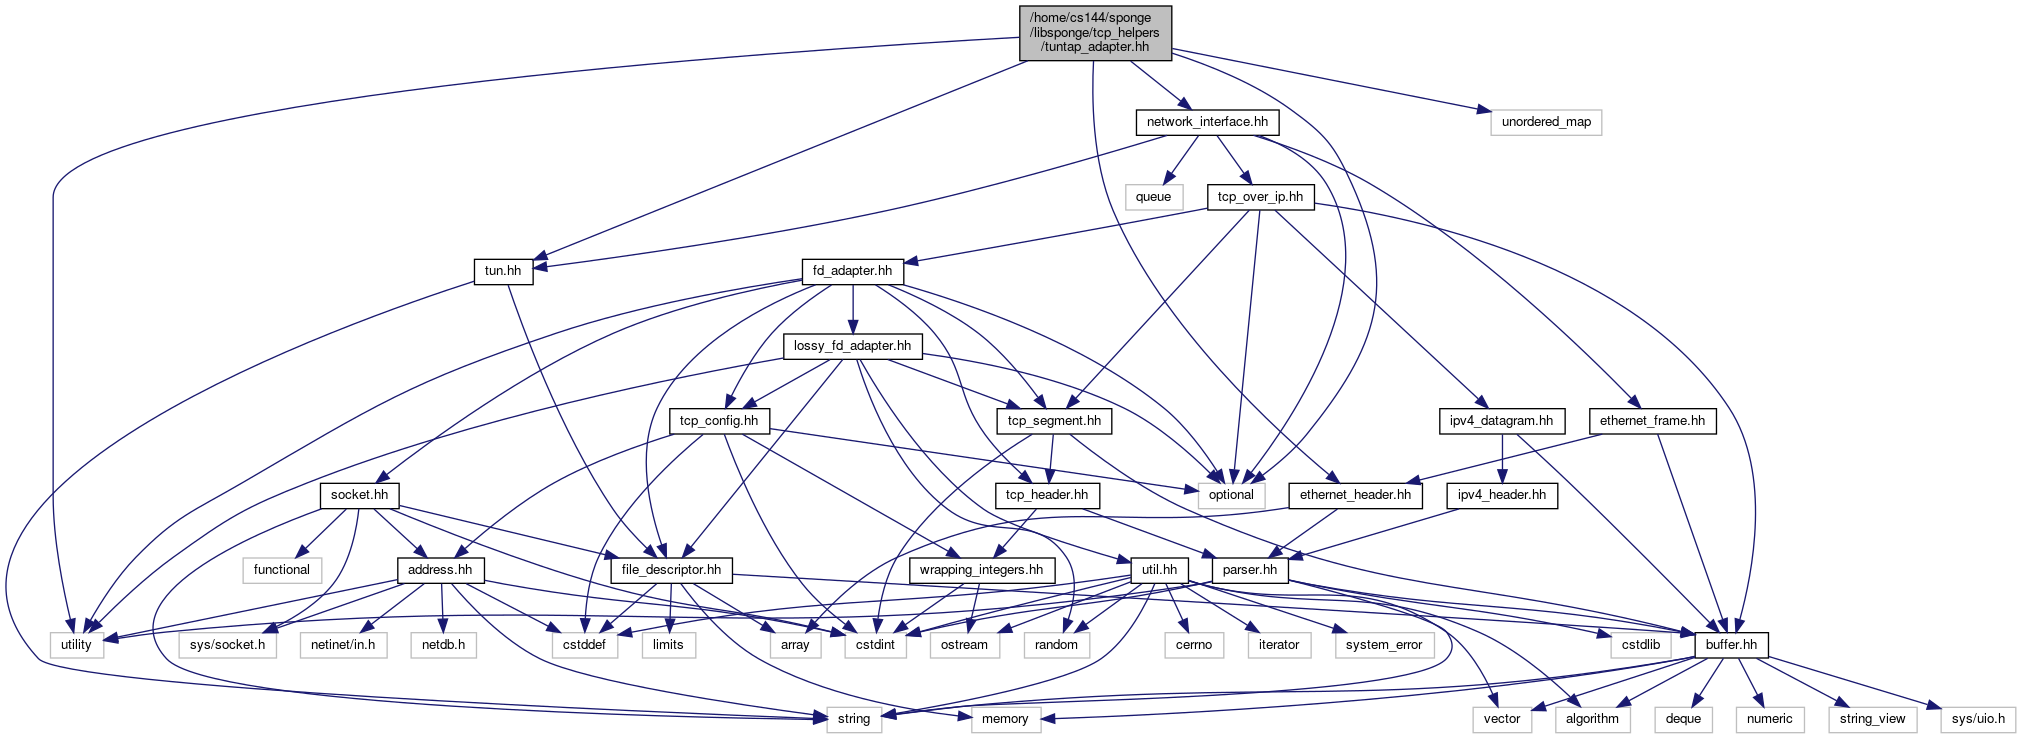 /home/cs144/sponge
/libsponge/tcp_helpers
/tuntap_adapter.hh
network_interface.hh
unordered_map
queue
tcp_over_ip.hh
tun.hh
fd_adapter.hh
lossy_fd_adapter.hh
tcp_config.hh
tcp_segment.hh
ipv4_datagram.hh
ethernet_frame.hh
socket.hh
tcp_header.hh
optional
ethernet_header.hh
ipv4_header.hh
functional
address.hh
file_descriptor.hh
wrapping_integers.hh
util.hh
parser.hh
utility
sys/socket.h
netinet/in.h
netdb.h
cstddef
limits
array
cstdint
ostream
random
cerrno
iterator
system_error
cstdlib
buffer.hh
string
memory
vector
algorithm
deque
numeric
string_view
sys/uio.h